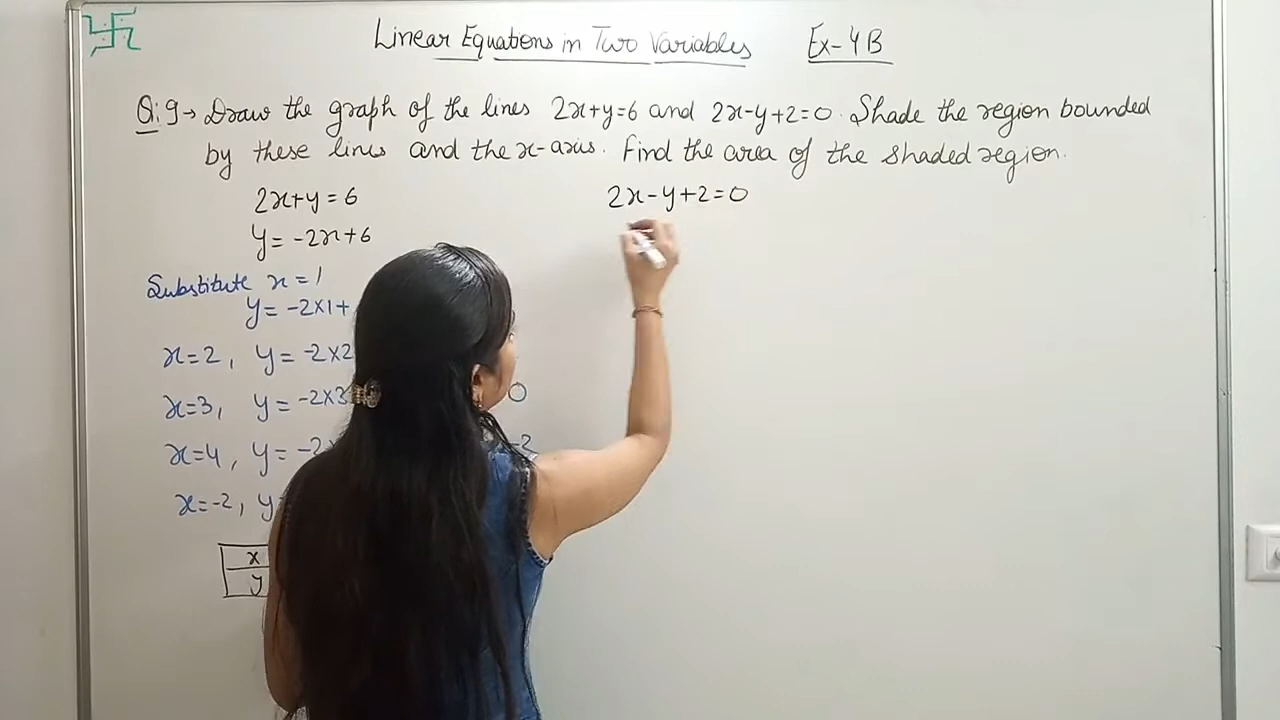 Linear Equations in Two Variables Ex-4B
Q:9→ Draw the graph of the lines 2x+y=6 and 2x-y+2=0. Shade the region bounded
by these lines and the x-axis. Find the area of the shaded region.
2x+y=6
2x-y+2=0
y=-2x+6
Substitute x=1
y=-2×1+
x=2, y=-2×2
x=3, y=-2×3 0
x=4, y=-2 -2
x=-2, y
x
y